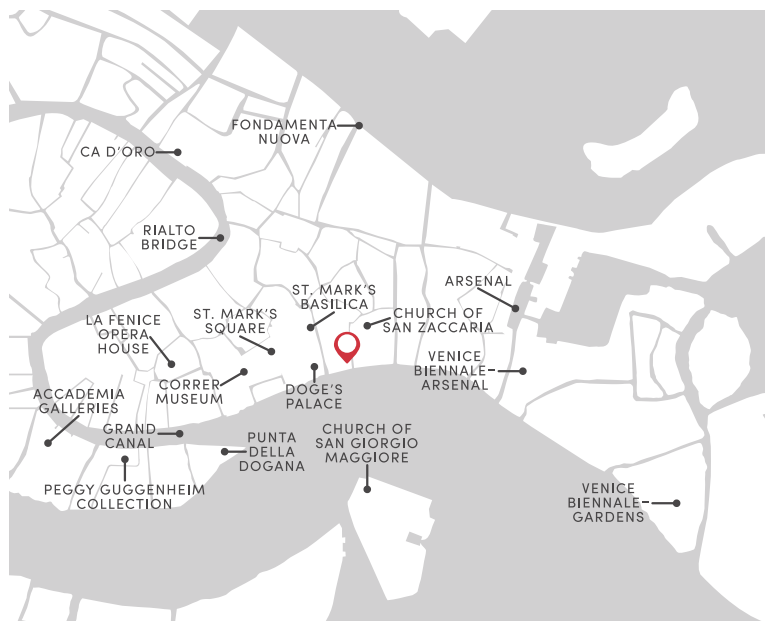 FONDAMENTA
NUOVA
CA D'ORO
RIALTO
BRIDGE
ST. MARK'S
BASILICA
ARSENAL
ST. MARK'S
SQUARE
CHURCH OF
SAN ZACCARIA
LA FENICE
OPERA
HOUSE
VENICE
BIENNALE
ARSENAL
CORRER
MUSEUM
DOGE'S
PALACE
ACCADEMIA
GALLERIES
GRAND
CANAL
PUNTA
DELLA
DOGANA
CHURCH OF
SAN GIORGIO
MAGGIORE
PEGGY GUGGENHEIM
COLLECTION
VENICE
BIENNALE
GARDENS